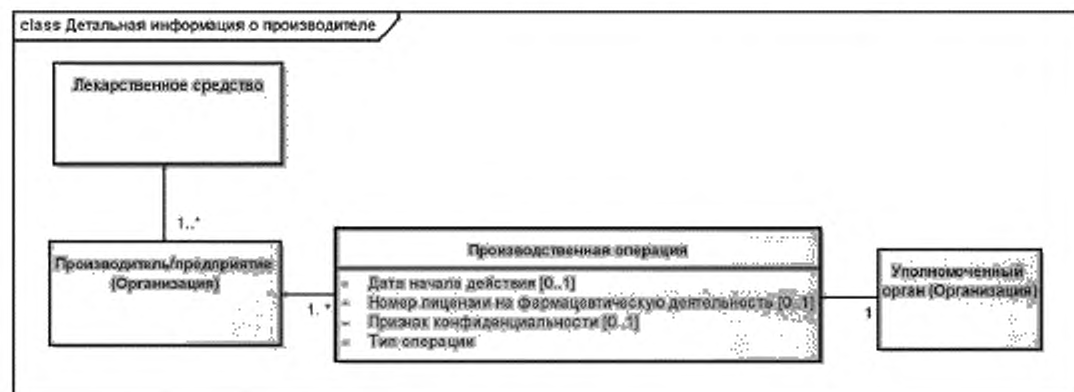 class Детальная информация о производителе
Лекарственное средство
1..*
Производитель/предприятие
(Организация)
1..*
Производственная операция
Дата начала действия [0..1]
Номер лицензии на фармацевтическую деятельность [0..1]
Признак конфиденциальности [0..1]
Тип операции
1
Уполномоченный
орган (Организация)